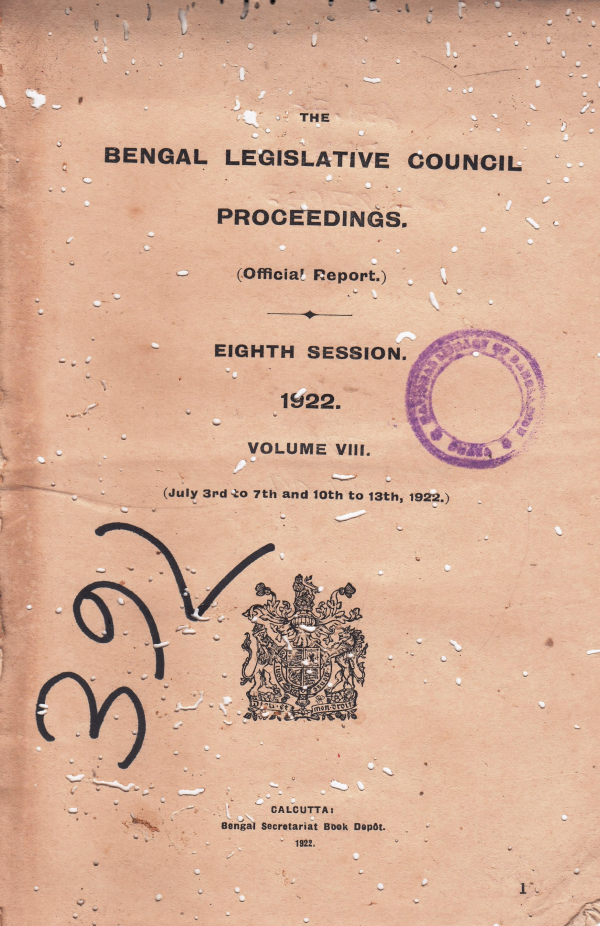 THE
BENGAL LEGISLATIVE COUNCIL
PROCEEDINGS.
(Official Report.)
EIGHTH SESSION.
1922.
VOLUME VIII.
(July 3rd to 7th and 10th to 13th, 1922.)
CALCUTTA:
Bengal Secretariat Book Depôt.
1922.
1